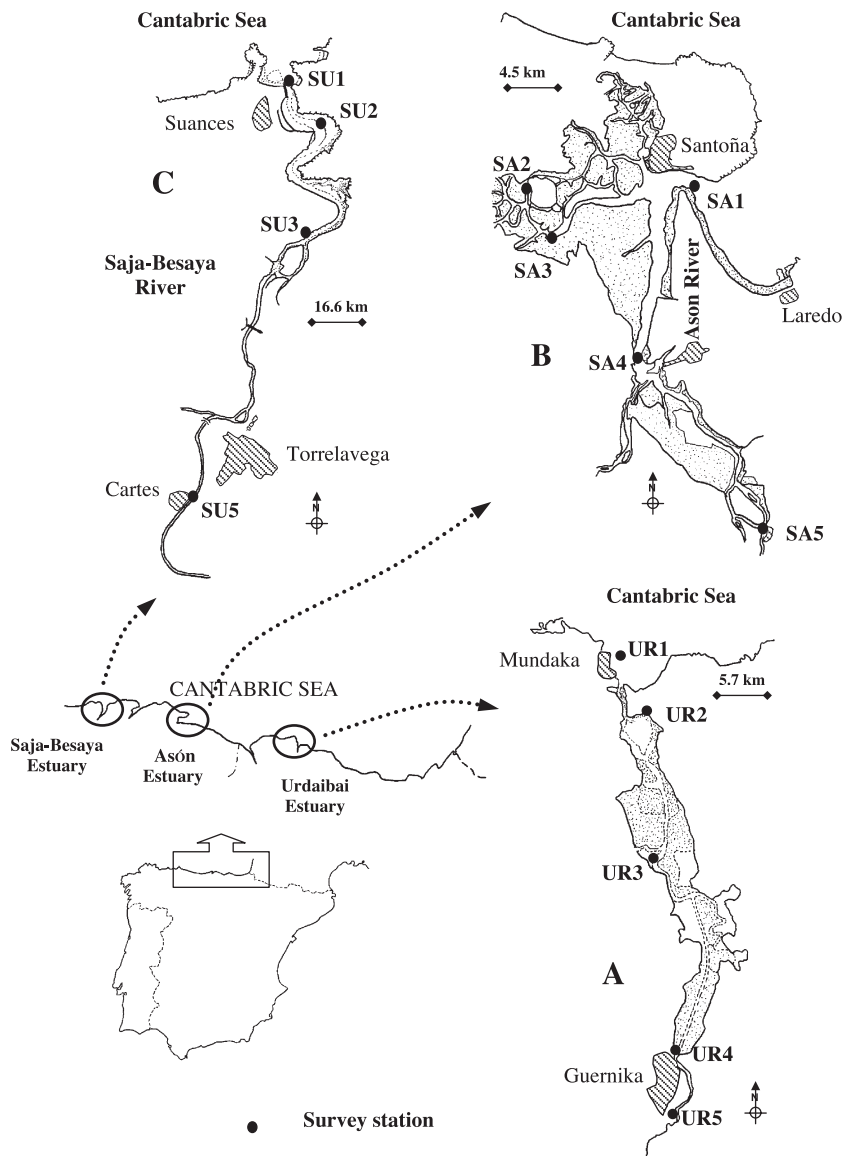 Cantabric Sea
SU1
SU2
Suances
C
SU3
Saja-Besaya
River
16.6 km
Torrelavega
Cartes
SU5
N
Cantabric Sea
4.5 km
Santoña
SA2
SA1
SA3
Ason River
Laredo
B
SA4
N
SA5
CANTABRIC SEA
Saja-Besaya
Estuary
Asón
Estuary
Urdaibai
Estuary
Cantabric Sea
UR1
Mundaka
5.7 km
UR2
UR3
A
UR4
Guernika
UR5
N
Survey station